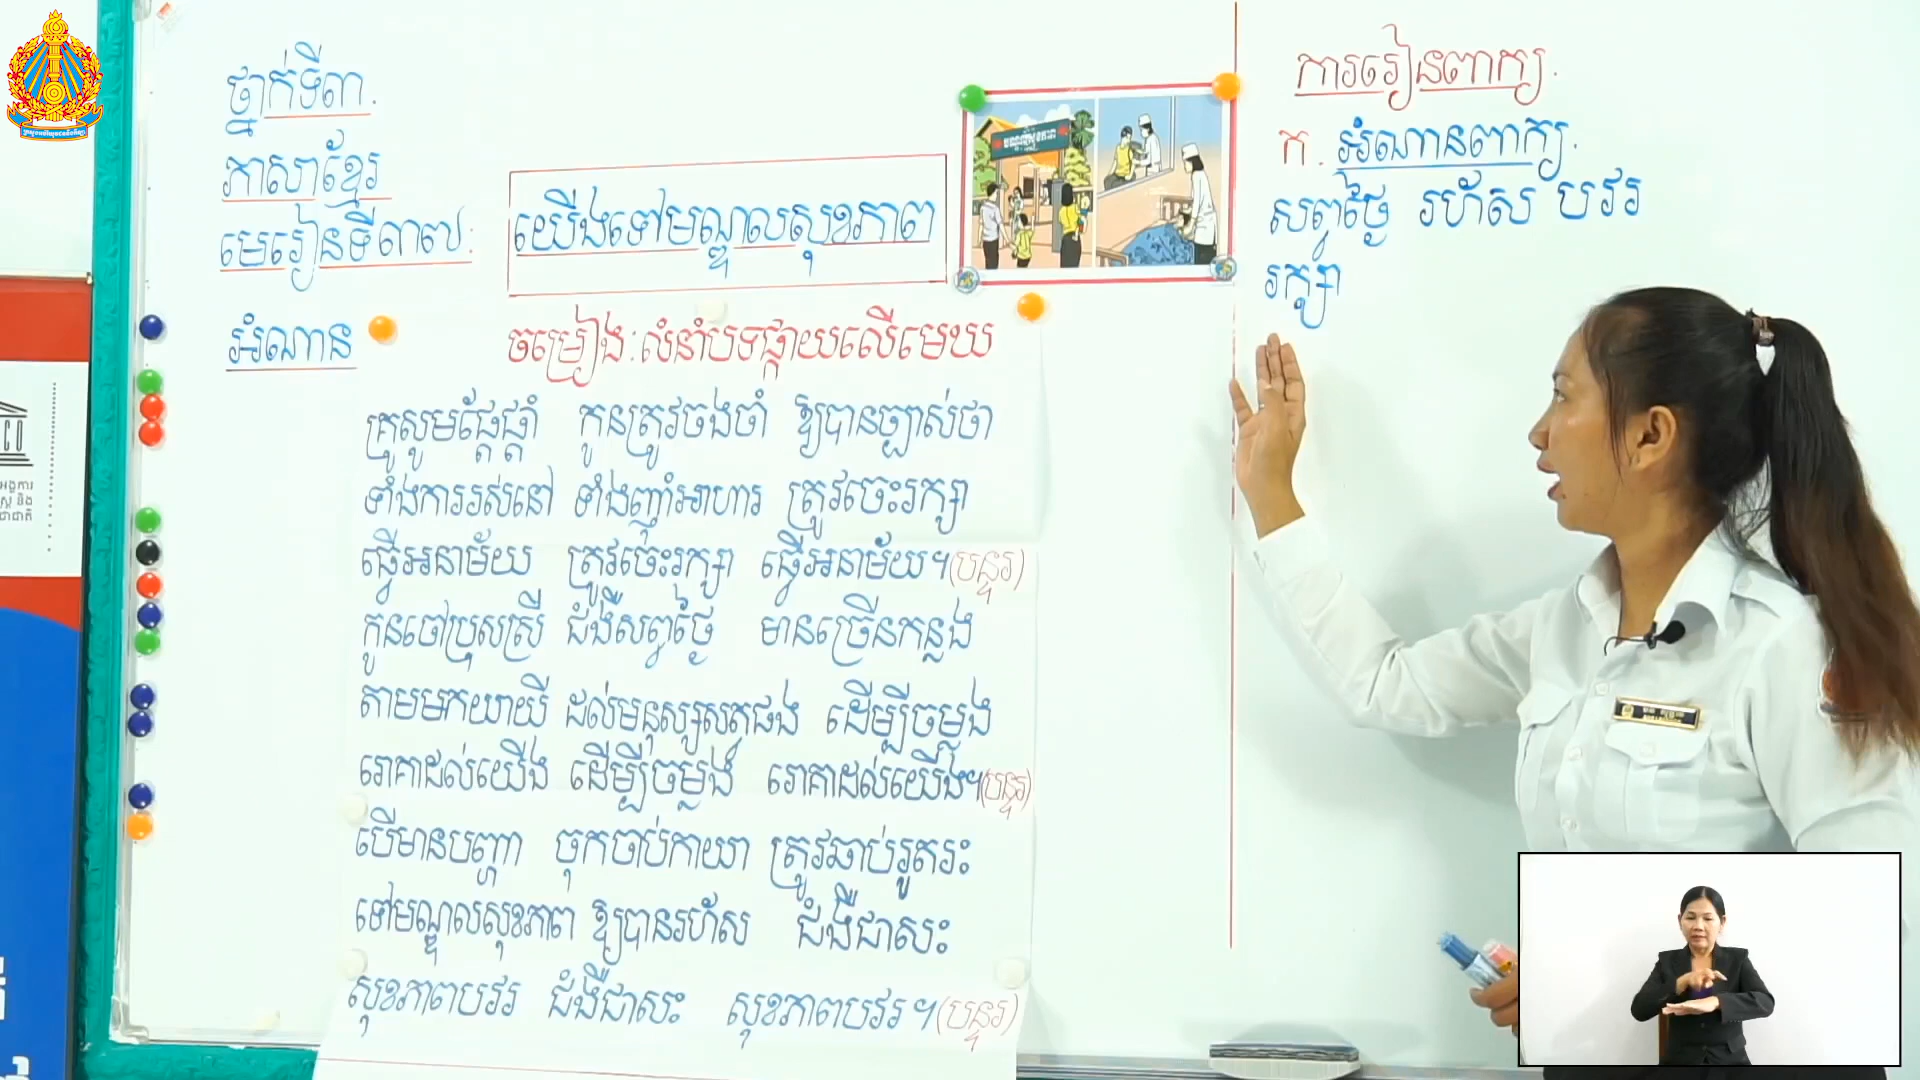 ថ្នាក់ទី៣.
ភាសាខ្មែរ
មេរៀនទី៣៧:
យើងទៅមណ្ឌលសុខភាព
អំណាន
ចម្រៀង:លំនាំបទផ្កាយលើមេឃ
គ្រូសូមផ្ដែផ្ដាំ កូនត្រូវចងចាំ ឱ្យបានច្បាស់ថា
ទាំងការរស់នៅ ទាំងញ៉ាំអាហារ ត្រូវចេះរក្សា
ធ្វើអនាម័យ ត្រូវចេះរក្សា ធ្វើអនាម័យ។(បន្ទរ)
កូនចៅប្រុសស្រី ជំងឺសព្វថ្ងៃ មានច្រើនកន្លង
តាមមកយាយី ដល់មនុស្សសត្វផង ដើម្បីចម្លង
រោគាដល់យើង ដើម្បីចម្លង រោគាដល់យើង។(បន្ទរ)
បើមានបញ្ហា ចុកចាប់កាយា ត្រូវឆាប់រូតរះ
ទៅមណ្ឌលសុខភាព ឱ្យបានរហ័ស ជំងឺជាសះ
សុខភាពបវរ ជំងឺជាសះ សុខភាពបវរ។(បន្ទរ)
ការរៀនពាក្យ.
ក. អំណានពាក្យ.
សព្វថ្ងៃ រហ័ស បវរ
រក្សា